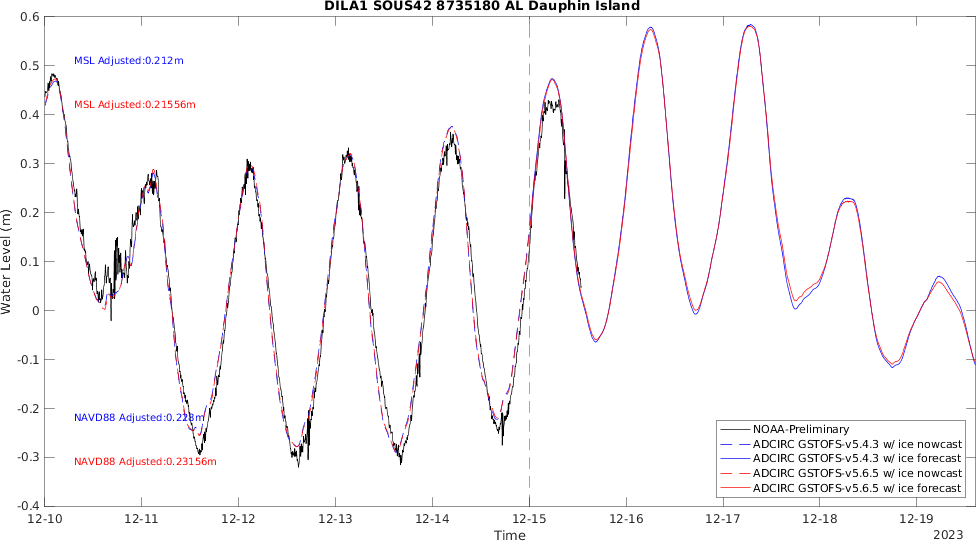 DILA1 SOUS42 8735180 AL Dauphin Island
0.6
0.5
0.4
0.3
0.2
0.1
0
-0.1
-0.2
-0.3
-0.4
Water Level (m)
MSL Adjusted:0.212m
MSL Adjusted:0.21556m
NAVD88 Adjusted:0.228m
NAVD88 Adjusted:0.23156m
NOAA-Preliminary
ADCIRC GSTOFS-v5.4.3 w/ ice nowcast
ADCIRC GSTOFS-v5.4.3 w/ ice forecast
ADCIRC GSTOFS-v5.6.5 w/ ice nowcast
ADCIRC GSTOFS-v5.6.5 w/ ice forecast
12-10 12-11 12-12 12-13 12-14 12-15 12-16 12-17 12-18 12-19
Time
2023